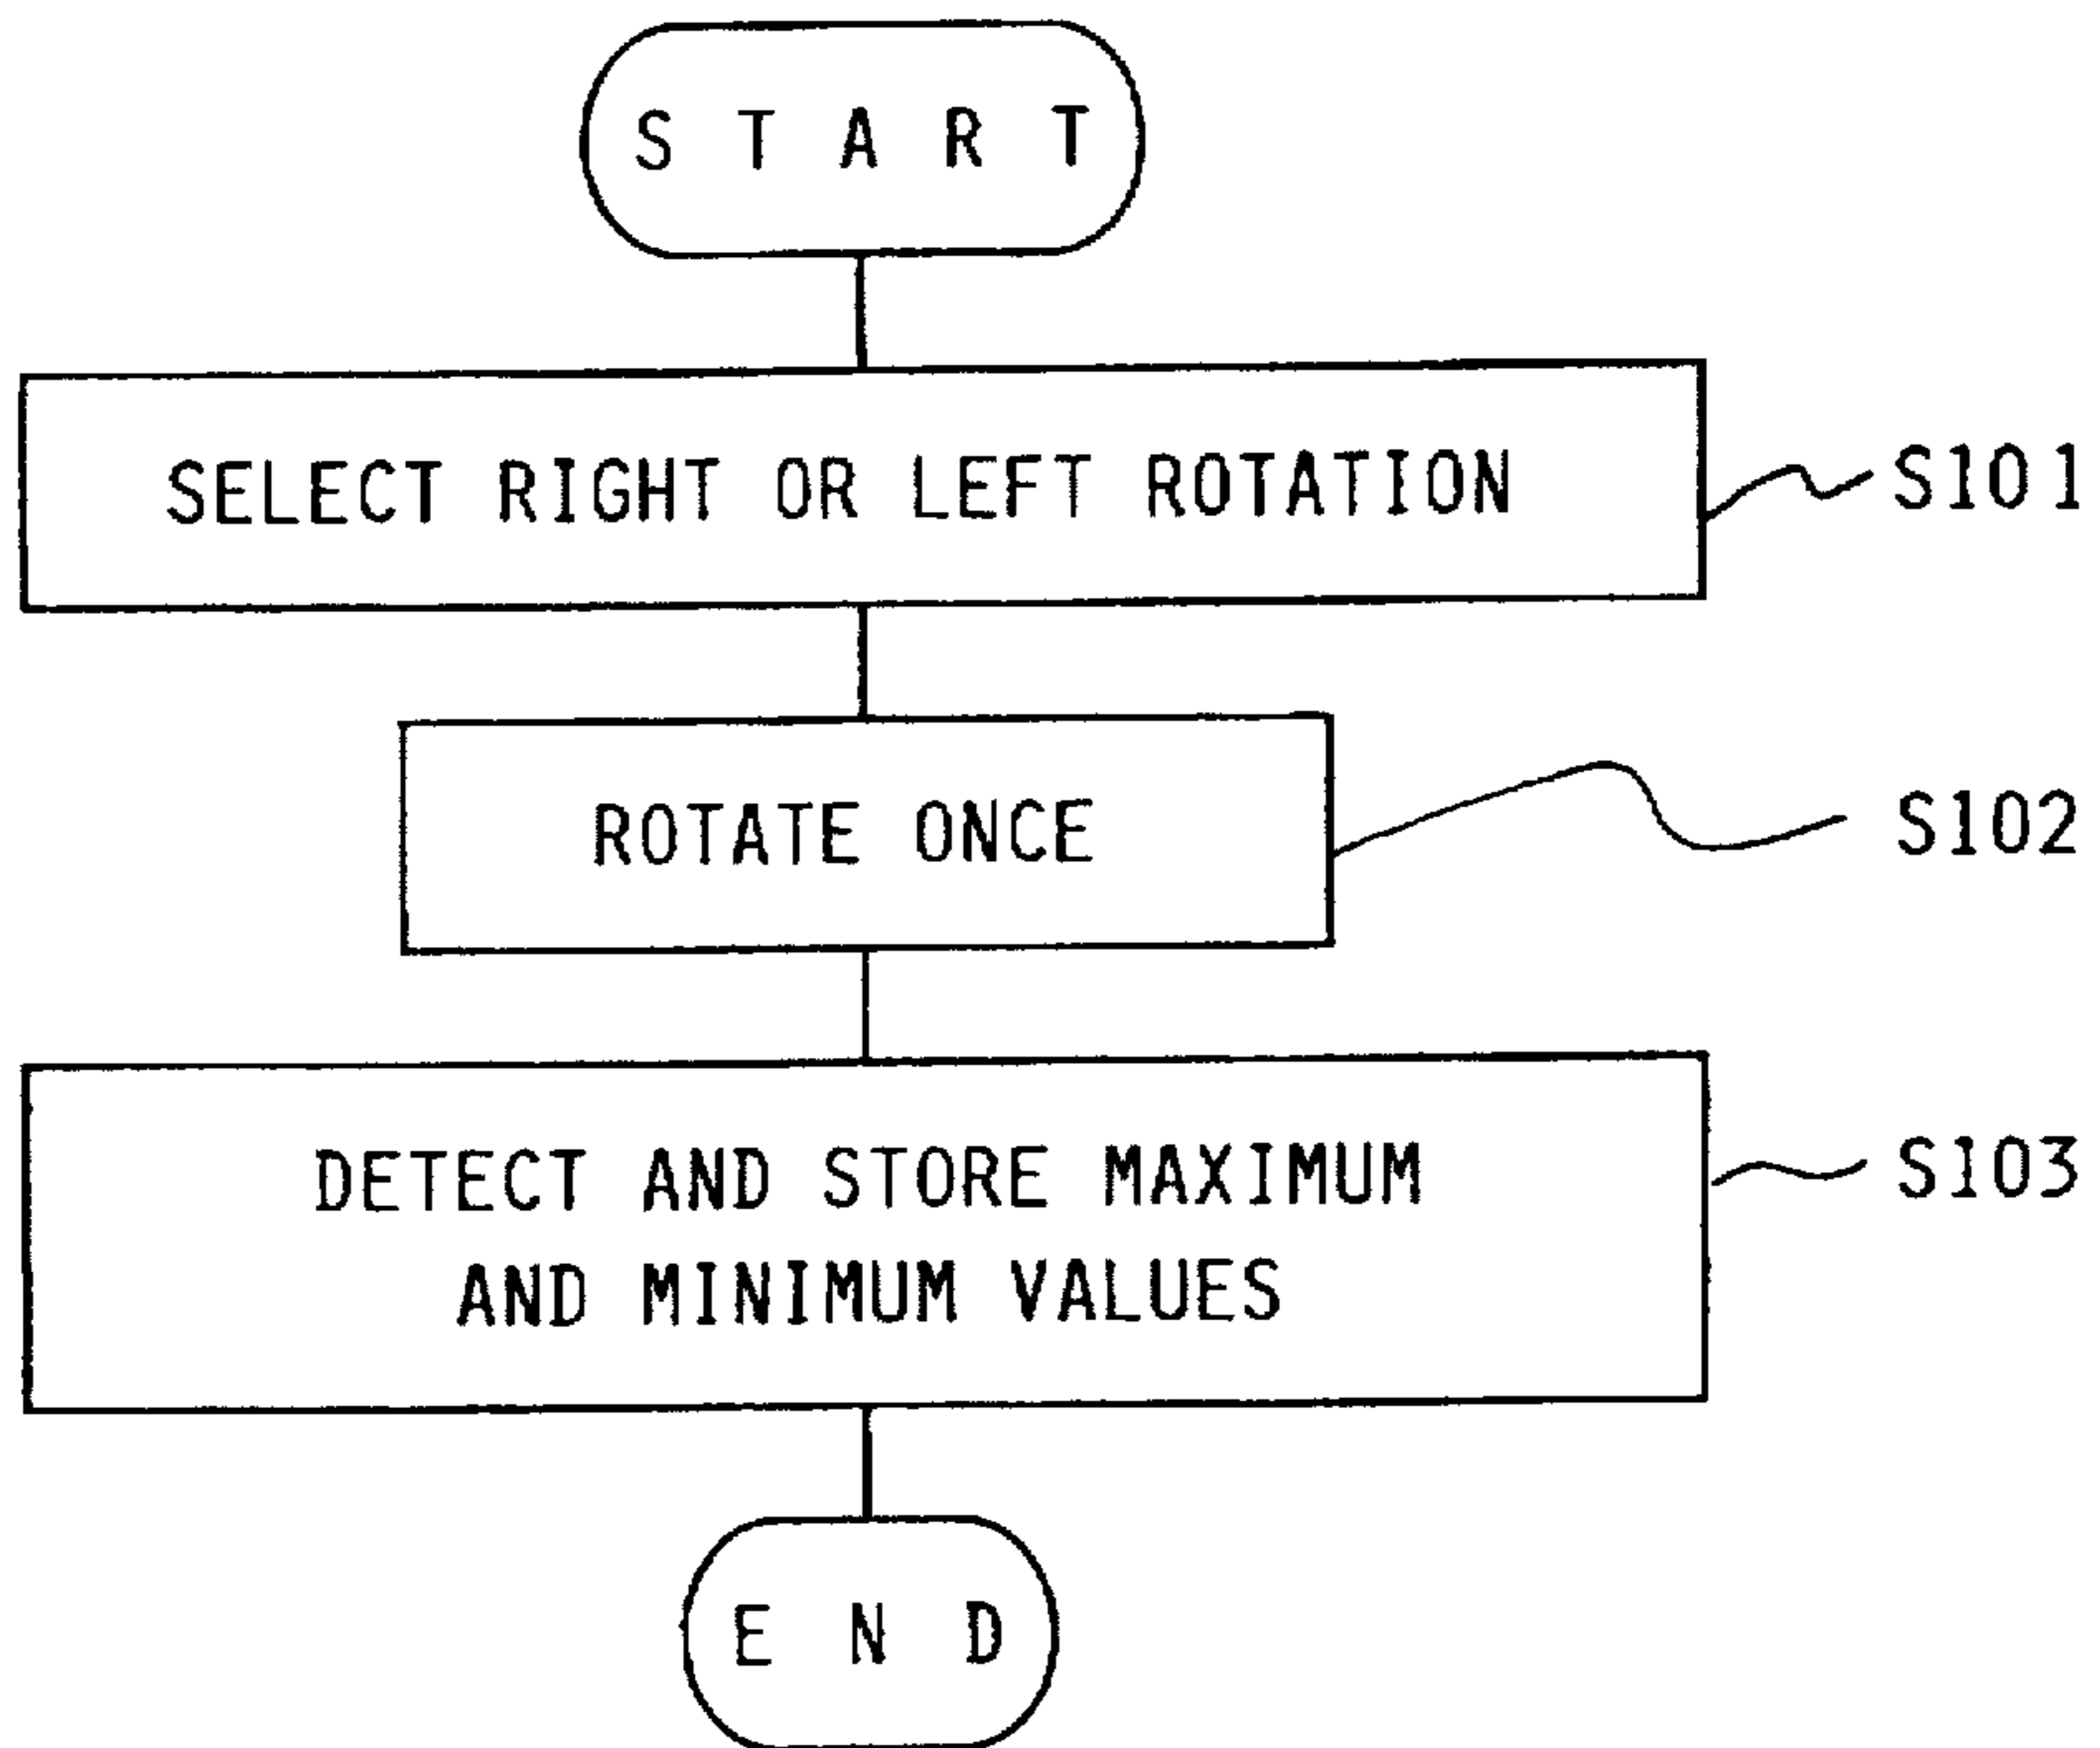 START
SELECT RIGHT OR LEFT ROTATION
S101
ROTATE ONCE
S102
DETECT AND STORE MAXIMUM
AND MINIMUM VALUES
S103
END